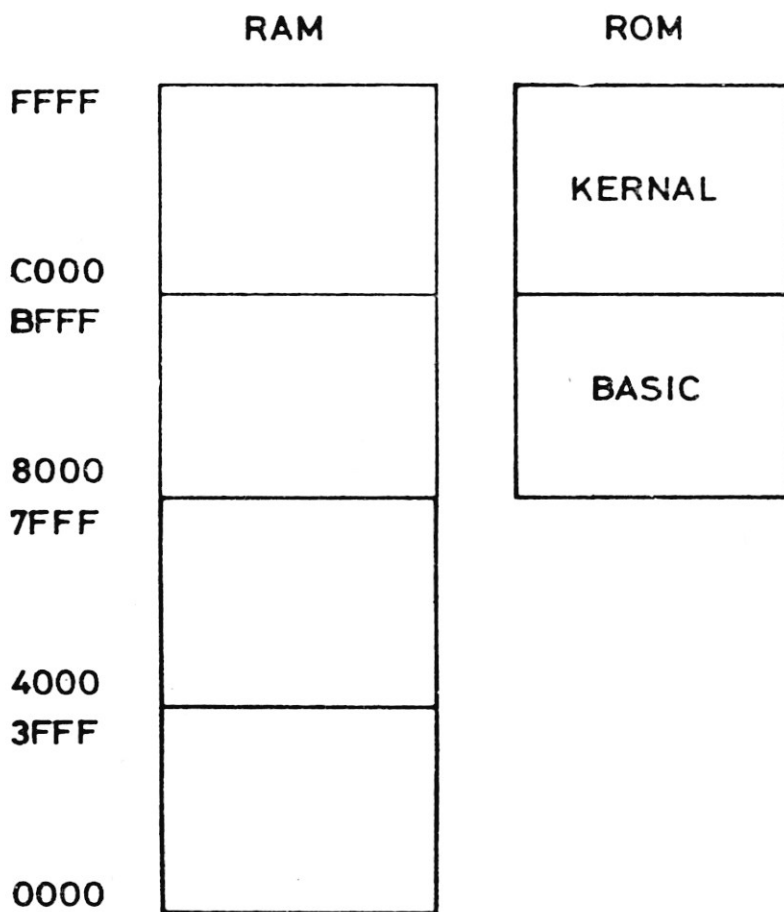 RAM ROM
FFFF
KERNAL
C000
BFFF
BASIC
8000
7FFF
4000
3FFF
0000